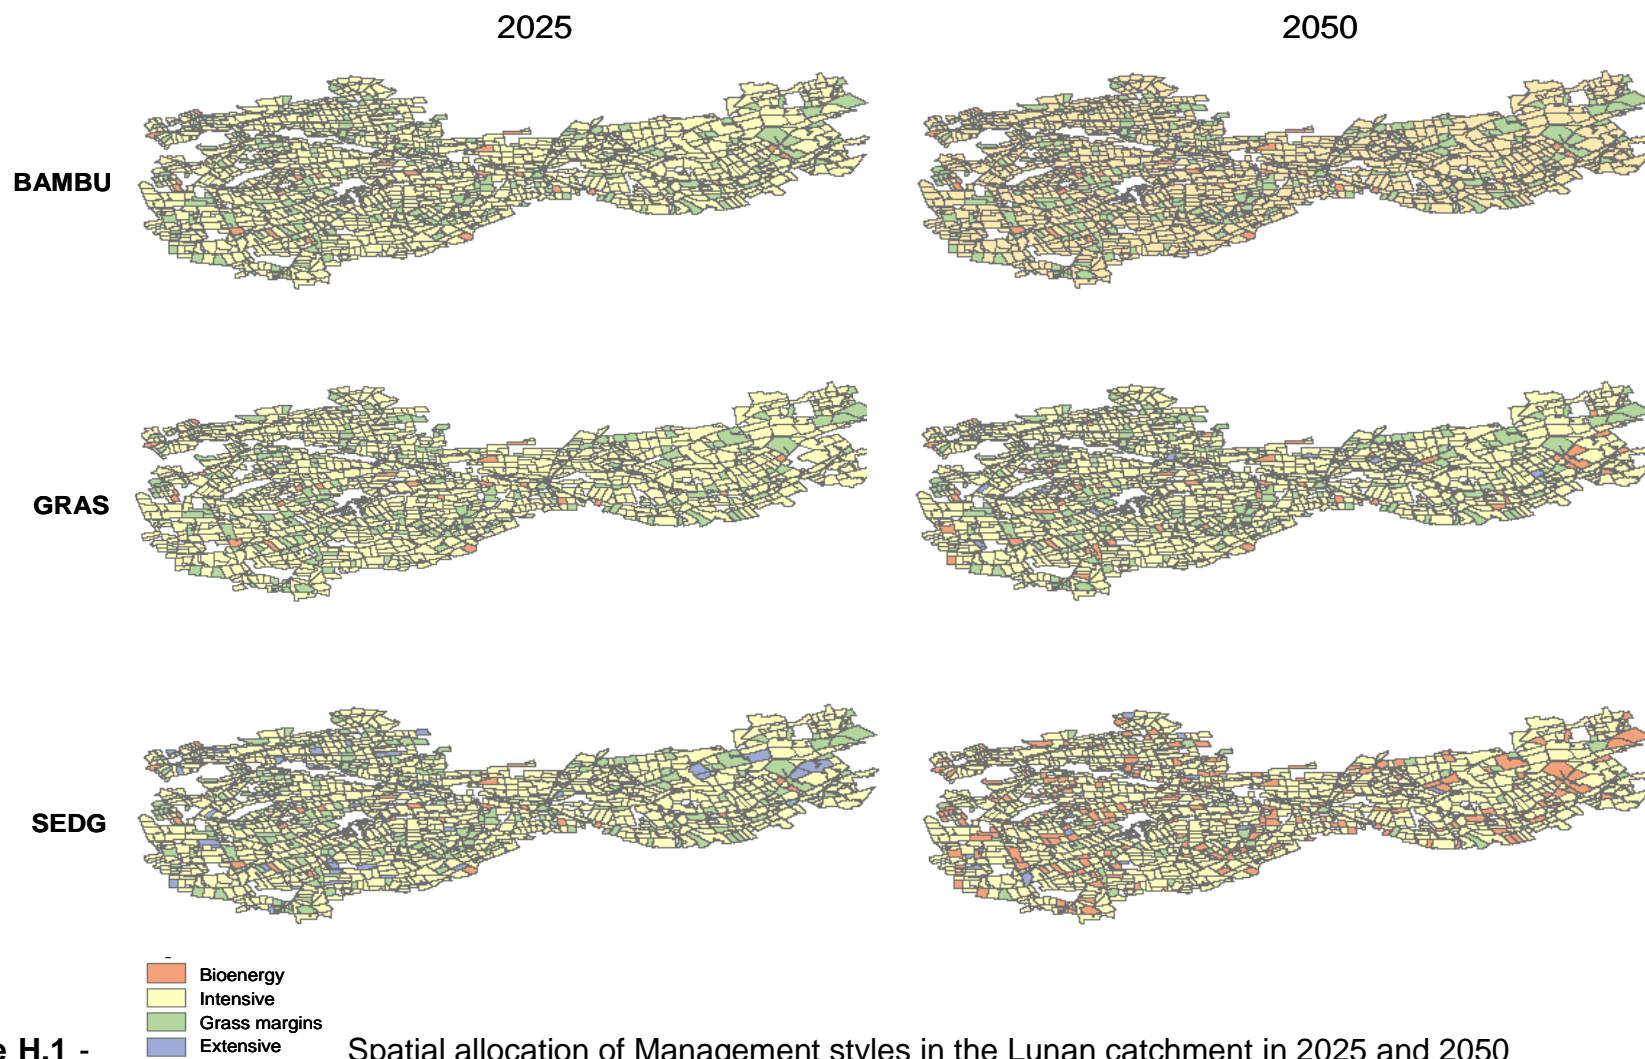 2025 2050
BAMBU
GRAS
SEDG
Bioenergy
Intensive
Grass margins
Extensive
H.1 - Spatial allocation of Management styles in the Lunan catchment in 2025 and 2050